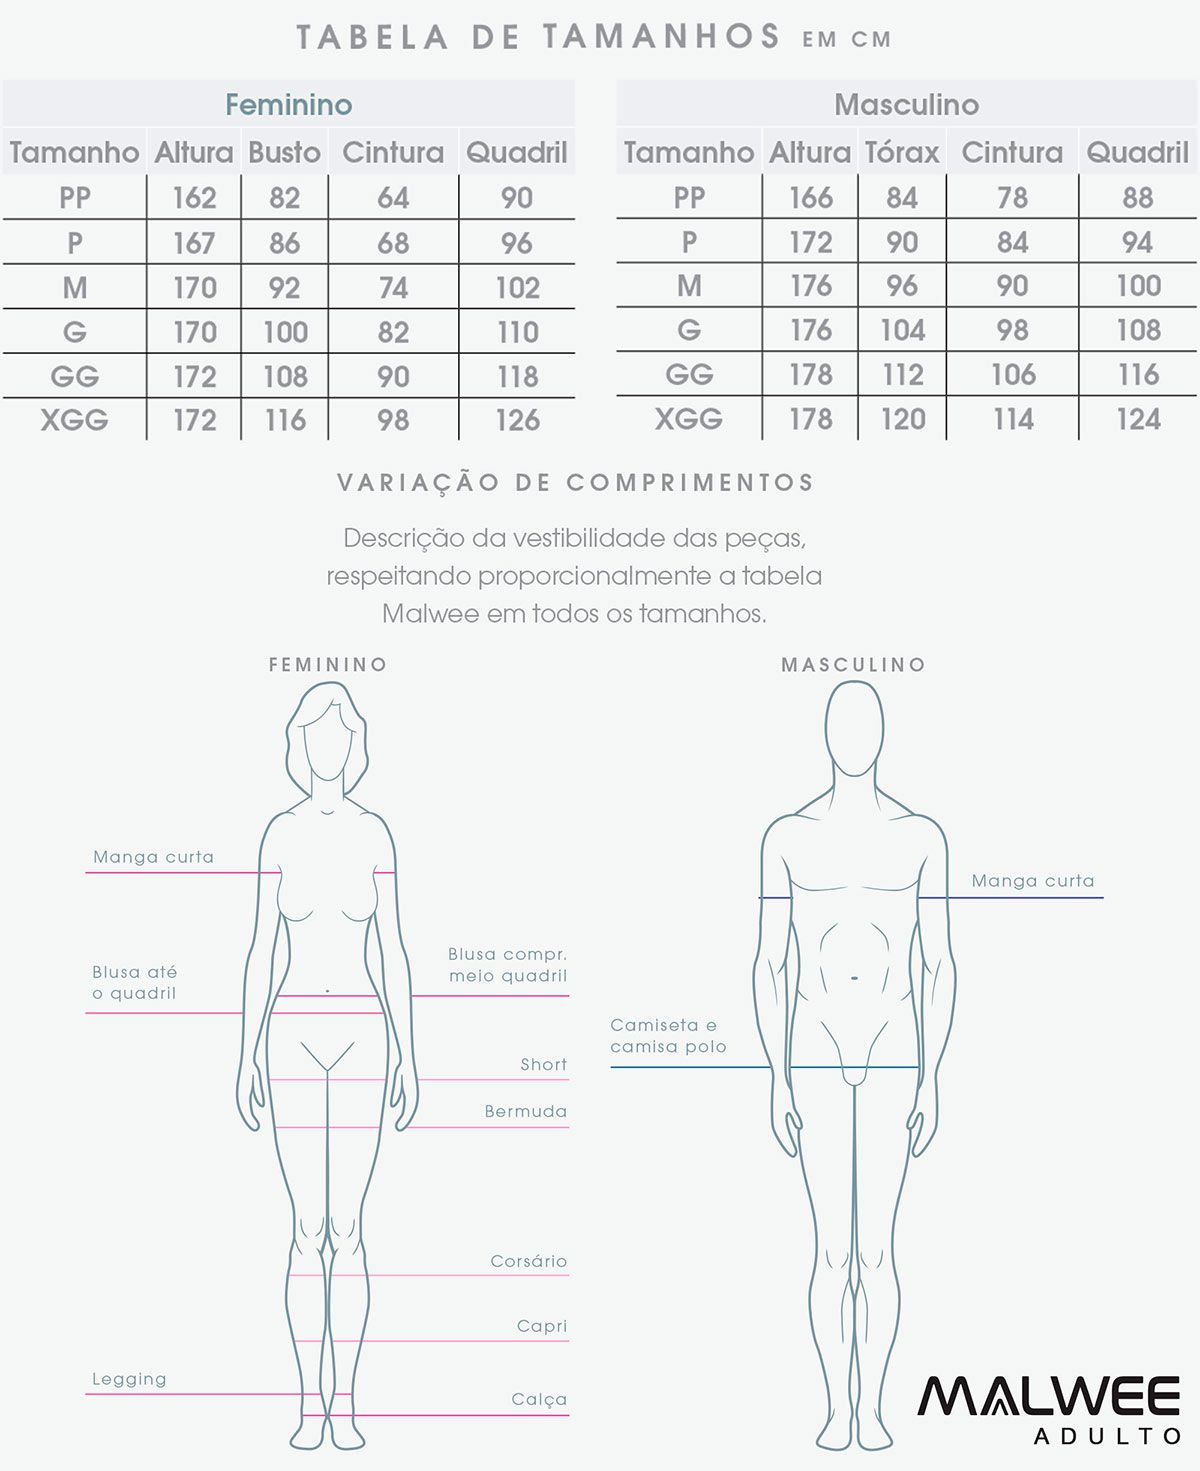 TABELA DE TAMANHOS EM CM
Feminino
Tamanho Altura Busto Cintura Quadril
PP 162 82 64 90
P 167 86 68 96
M 170 92 74 102
G 170 100 82 110
GG 172 108 90 118
XGG 172 116 98 126
Masculino
Tamanho Altura Tórax Cintura Quadril
PP 166 84 78 88
P 172 90 84 94
M 176 96 90 100
G 176 104 98 108
GG 178 112 106 116
XGG 178 120 114 124
VARIAÇÃO DE COMPRIMENTOS
Descrição da vestibilidade das peças,
respeitando proporcionalmente a tabela
Malwee em todos os tamanhos.
FEMININO
Manga curta
Blusa compr.
meio quadril
Blusa até
o quadril
Short
Bermuda
Corsário
Capri
Legging
Calça
MASCULINO
Manga curta
Camiseta e
camisa polo
MALWEE
ADULTO